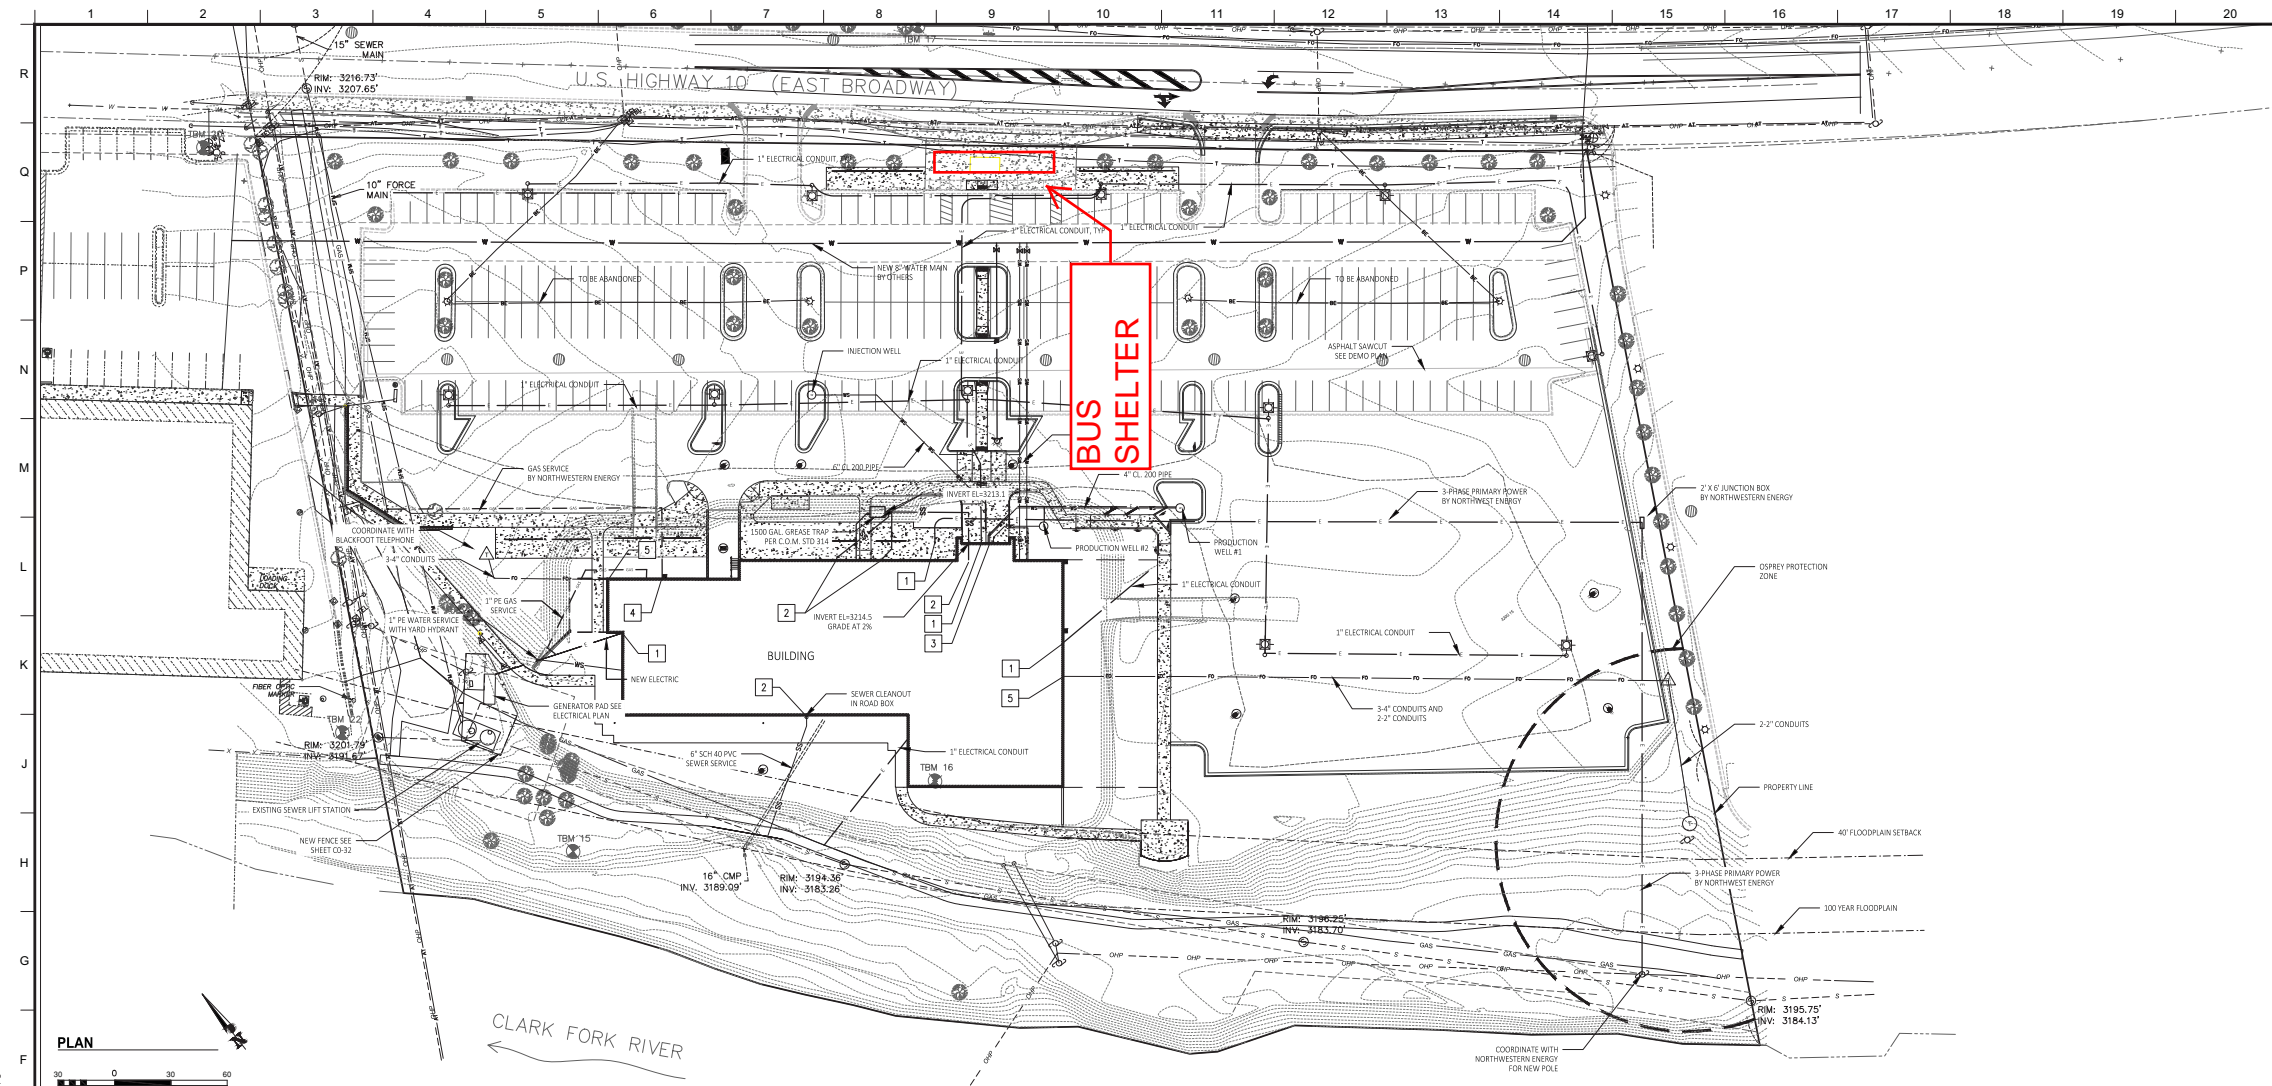 1 2 3 4 5 6 7 8 9 10 11 12 13 14 15 16 17 18 19 20
R
Q
P
N
M
L
K
J
H
G
F
TBM 17
15" SEWER
MAIN
RIM: 3216.73'
INV: 3207.65'
U.S. HIGHWAY 10 (EAST BROADWAY)
10" FORCE
MAIN
1" ELECTRICAL CONDUIT, TYP
1" ELECTRICAL CONDUIT, TYP
1" ELECTRICAL CONDUIT
NEW 8" WATER MAIN
BY OTHERS
TO BE ABANDONED
TO BE ABANDONED
BUS
SHELTER
INJECTION WELL
1" ELECTRICAL CONDUIT
1" ELECTRICAL CONDUIT
ASPHALT SAWCUT
SEE DEMO PLAN
GAS SERVICE
BY NORTHWESTERN ENERGY
6" CL 200 PIPE
4" CL. 200 PIPE
INVERT EL=3213.1
3-PHASE PRIMARY POWER
BY NORTHWEST ENERGY
2' X 6' JUNCTION BOX
BY NORTHWESTERN ENERGY
COORDINATE WITH
BLACKFOOT TELEPHONE
3-4" CONDUITS
1500 GAL. GREASE TRAP
PER C.O.M. STD 314
PRODUCTION WELL #2
PRODUCTION
WELL #1
OSPREY PROTECTION
ZONE
LOADING
DOCK
5
1
2
4
2
1
3
1" ELECTRICAL CONDUIT
1" PE GAS
SERVICE
1" PE WATER SERVICE
WITH YARD HYDRANT
INVERT EL=3214.5
GRADE AT 2%
1" ELECTRICAL CONDUIT
1
BUILDING
1
5
2
NEW ELECTRIC
FIBER OPTIC
MARKER
SEWER CLEANOUT
IN ROAD BOX
GENERATOR PAD SEE
ELECTRICAL PLAN
3-4" CONDUITS AND
2-2" CONDUITS
2-2" CONDUITS
TBM 22
RIM: 3201.79'
INV: 3191.67'
6" SCH 40 PVC
SEWER SERVICE
1" ELECTRICAL CONDUIT
TBM 16
PROPERTY LINE
EXISTING SEWER LIFT STATION
NEW FENCE SEE
SHEET C0-32
TBM 15
40' FLOODPLAIN SETBACK
16" CMP
INV. 3189.09'
RIM: 3194.36'
INV: 3183.26'
3-PHASE PRIMARY POWER
BY NORTHWEST ENERGY
100 YEAR FLOODPLAIN
RIM: 3196.25'
INV: 3183.70'
RIM: 3195.75'
INV: 3184.13'
CLARK FORK RIVER
COORDINATE WITH
NORTHWESTERN ENERGY
FOR NEW POLE
PLAN
30 0 30 60